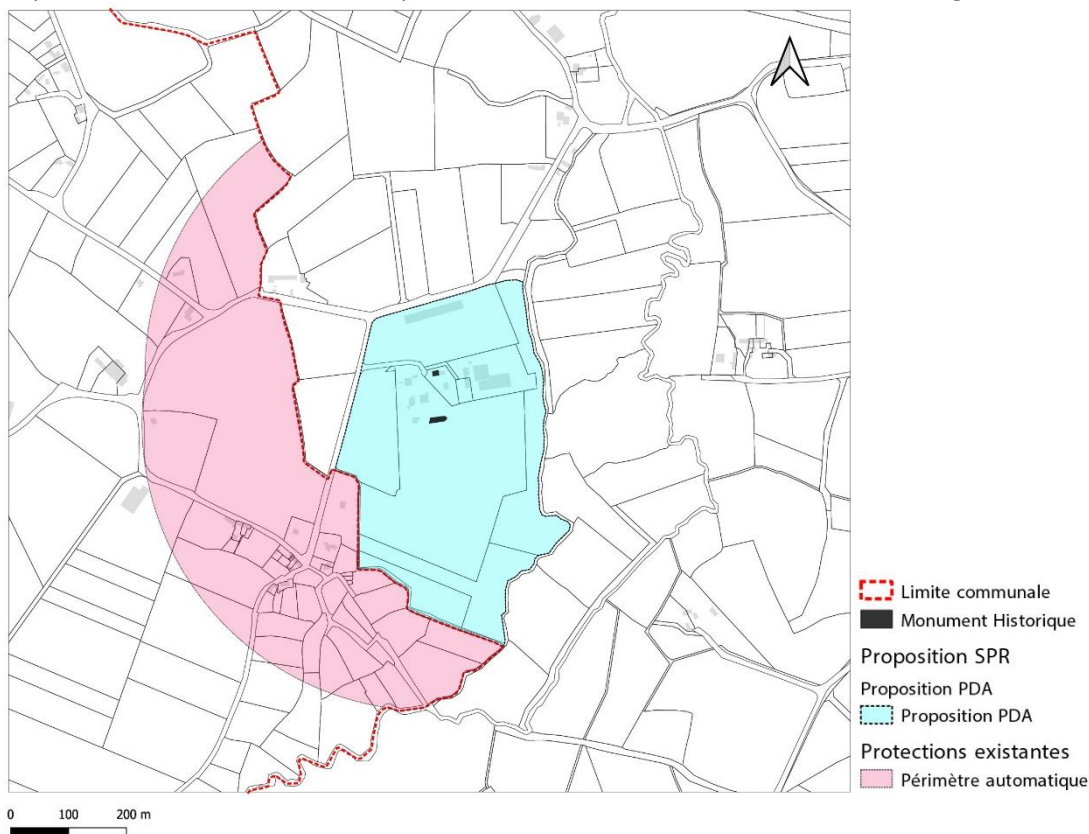 Limite communale
Monument Historique
Proposition SPR
Proposition PDA
Proposition PDA
Protections existantes
Périmètre automatique
0 100 200 m